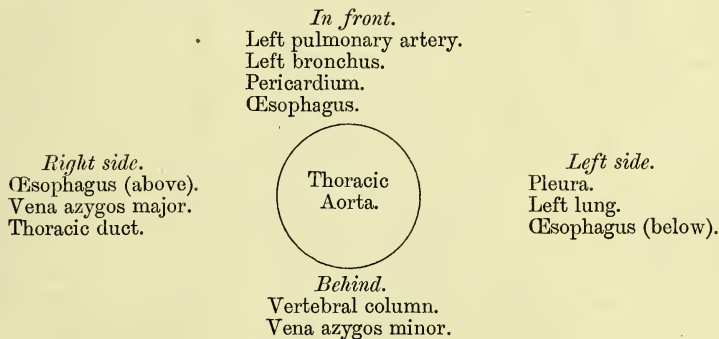 In front.
Left pulmonary artery.
Left bronchus.
Pericardium.
Œsophagus.
Right side.
Œsophagus (above).
Vena azygos major.
Thoracic duct.
Thoracic
Aorta.
Left side.
Pleura.
Left lung.
Œsophagus (below).
Behind.
Vertebral column.
Vena azygos minor.